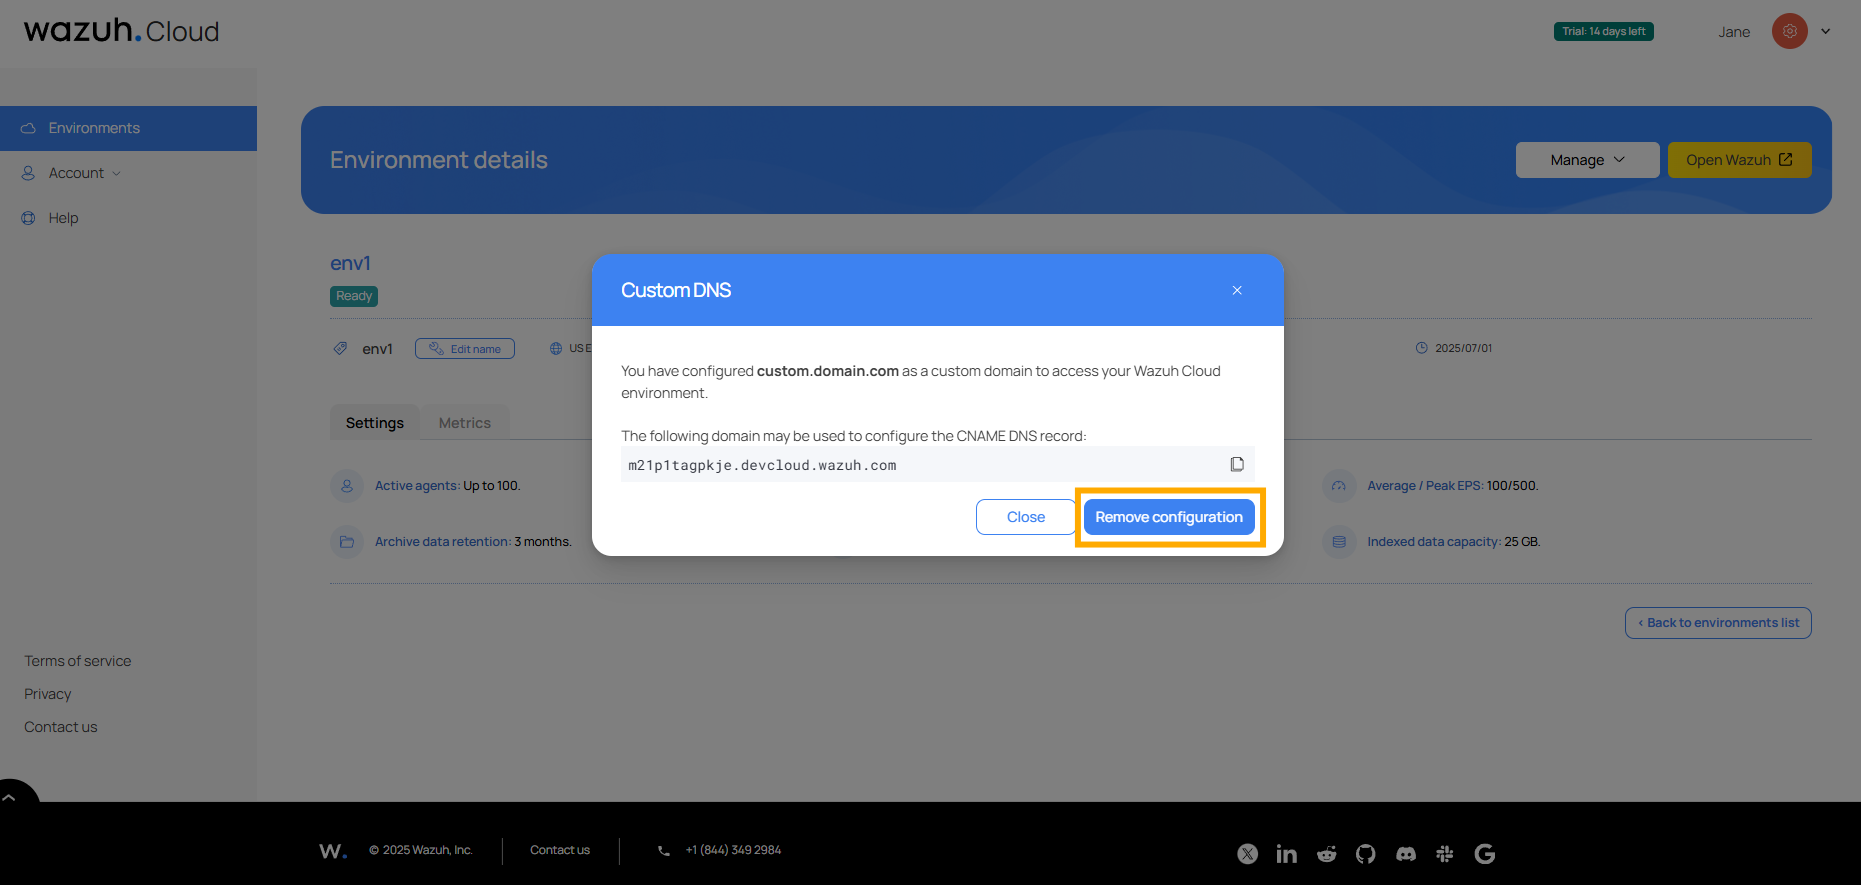 wazuh.Cloud
Trial: 14 days left
Jane
Environments
Account
Help
Environment details
Manage
Open Wazuh
env1
Ready
env1
Edit name
US E
2025/07/01
Settings
Metrics
Active agents: Up to 100.
Average / Peak EPS: 100/500.
Archive data retention: 3 months.
Indexed data capacity: 25 GB.
Custom DNS
You have configured custom.domain.com as a custom domain to access your Wazuh Cloud
environment.
The following domain may be used to configure the CNAME DNS record:
m21p1tagpkje.devcloud.wazuh.com
Close
Remove configuration
‹ Back to environments list
Terms of service
Privacy
Contact us
W.
© 2025 Wazuh, Inc.
Contact us
+1 (844) 349 2984